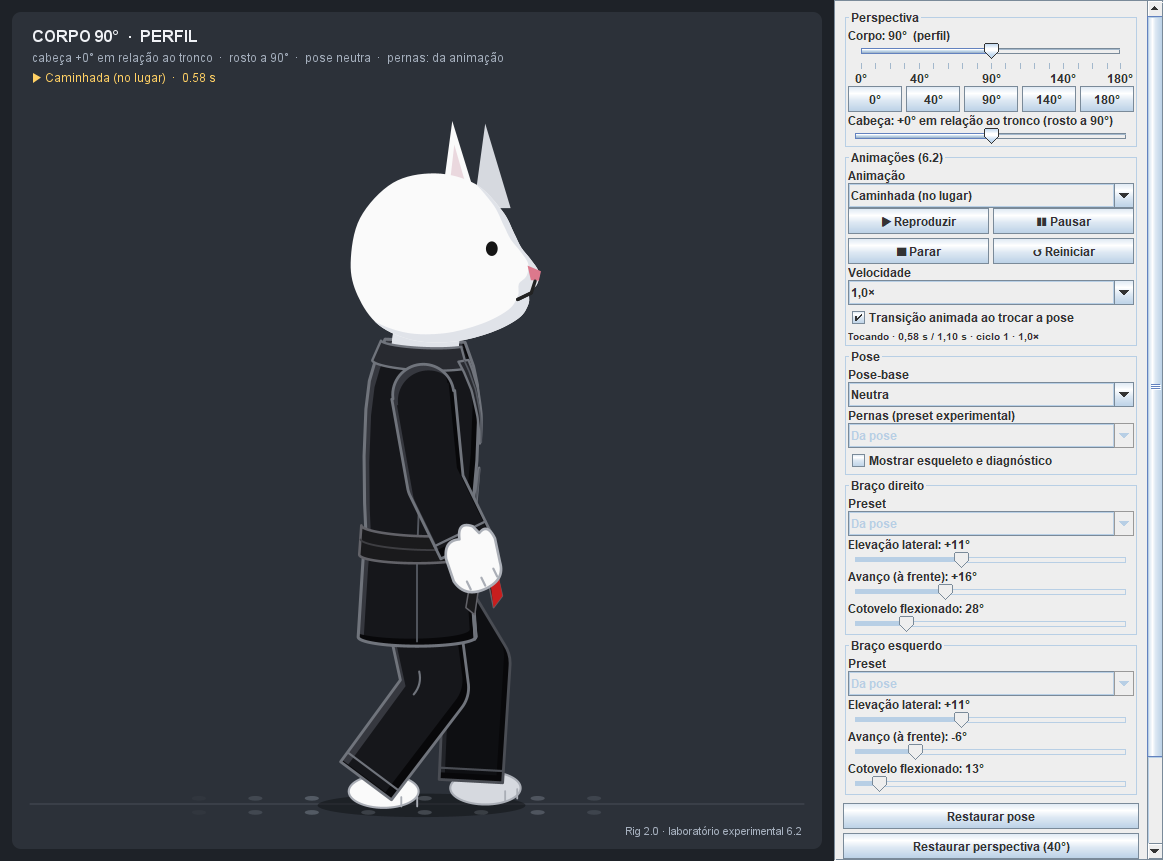 CORPO 90° · PERFIL
cabeça +0° em relação ao tronco · rosto a 90° · pose neutra · pernas: da animação
▶ Caminhada (no lugar) · 0.58 s
Rig 2.0 · laboratório experimental 6.2
Perspectiva
Corpo: 90° (perfil)
0° 40° 90° 140° 180°
0° 40° 90° 140° 180°
Cabeça: +0° em relação ao tronco (rosto a 90°)
Animações (6.2)
Animação
Caminhada (no lugar)
▶ Reproduzir
▮▮ Pausar
■ Parar
↺ Reiniciar
Velocidade
1,0×
Transição animada ao trocar a pose
Tocando · 0,58 s / 1,10 s · ciclo 1 · 1,0×
Pose
Pose-base
Neutra
Pernas (preset experimental)
Da pose
Mostrar esqueleto e diagnóstico
Braço direito
Preset
Da pose
Elevação lateral: +11°
Avanço (à frente): +16°
Cotovelo flexionado: 28°
Braço esquerdo
Preset
Da pose
Elevação lateral: +11°
Avanço (à frente): -6°
Cotovelo flexionado: 13°
Restaurar pose
Restaurar perspectiva (40°)